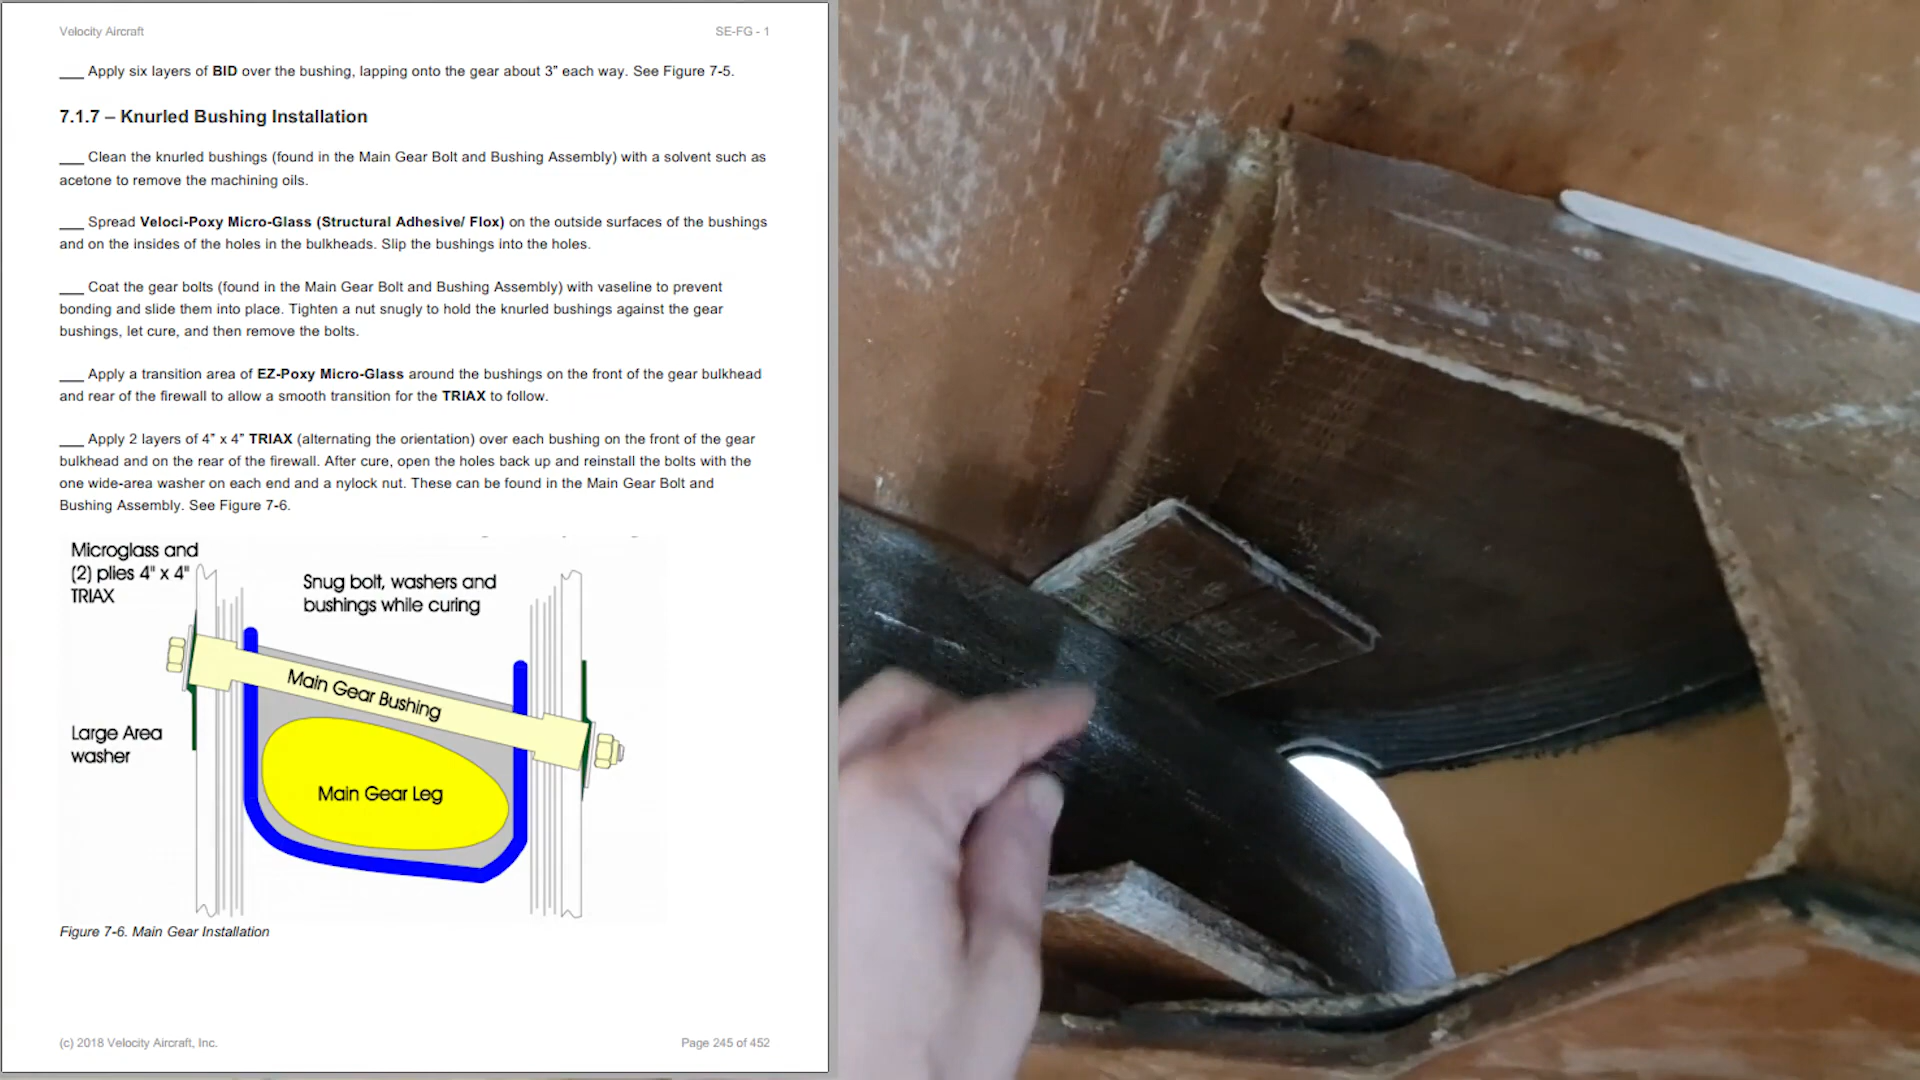 Velocity Aircraft
SE-FG - 1
___ Apply six layers of BID over the bushing, lapping onto the gear about 3” each way. See Figure 7-5.
7.1.7 – Knurled Bushing Installation
___ Clean the knurled bushings (found in the Main Gear Bolt and Bushing Assembly) with a solvent such as
acetone to remove the machining oils.
___ Spread Veloci-Poxy Micro-Glass (Structural Adhesive/ Flox) on the outside surfaces of the bushings
and on the insides of the holes in the bulkheads. Slip the bushings into the holes.
___ Coat the gear bolts (found in the Main Gear Bolt and Bushing Assembly) with vaseline to prevent
bonding and slide them into place. Tighten a nut snugly to hold the knurled bushings against the gear
bushings, let cure, and then remove the bolts.
___ Apply a transition area of EZ-Poxy Micro-Glass around the bushings on the front of the gear bulkhead
and rear of the firewall to allow a smooth transition for the TRIAX to follow.
___ Apply 2 layers of 4” x 4” TRIAX (alternating the orientation) over each bushing on the front of the gear
bulkhead and on the rear of the firewall. After cure, open the holes back up and reinstall the bolts with the
one wide-area washer on each end and a nylock nut. These can be found in the Main Gear Bolt and
Bushing Assembly. See Figure 7-6.
Microglass and
(2) plies 4" x 4"
TRIAX
Snug bolt, washers and
bushings while curing
Main Gear Bushing
Large Area
washer
Main Gear Leg
Figure 7-6. Main Gear Installation
(c) 2018 Velocity Aircraft, Inc.
Page 245 of 452